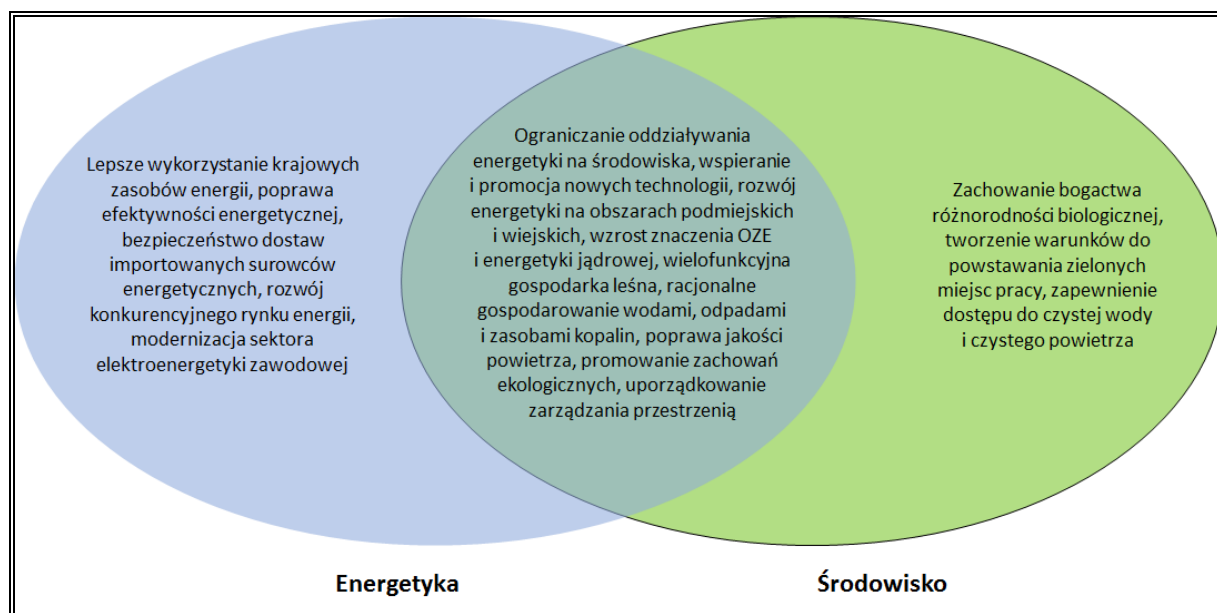 Lepsze wykorzystanie krajowych
zasobów energii, poprawa
efektywności energetycznej,
bezpieczeństwo dostaw
importowanych surowców
energetycznych, rozwój
konkurencyjnego rynku energii,
modernizacja sektora
elektroenergetyki zawodowej
Ograniczanie oddziaływania
energetyki na środowiska, wspieranie
i promocja nowych technologii, rozwój
energetyki na obszarach podmiejskich
i wiejskich, wzrost znaczenia OZE
i energetyki jądrowej, wielofunkcyjna
gospodarka leśna, racjonalne
gospodarowanie wodami, odpadami
i zasobami kopalin, poprawa jakości
powietrza, promowanie zachowań
ekologicznych, uporządkowanie
zarządzania przestrzenią
Zachowanie bogactwa
różnorodności biologicznej,
tworzenie warunków do
powstawania zielonych
miejsc pracy, zapewnienie
dostępu do czystej wody
i czystego powietrza
Energetyka
Środowisko